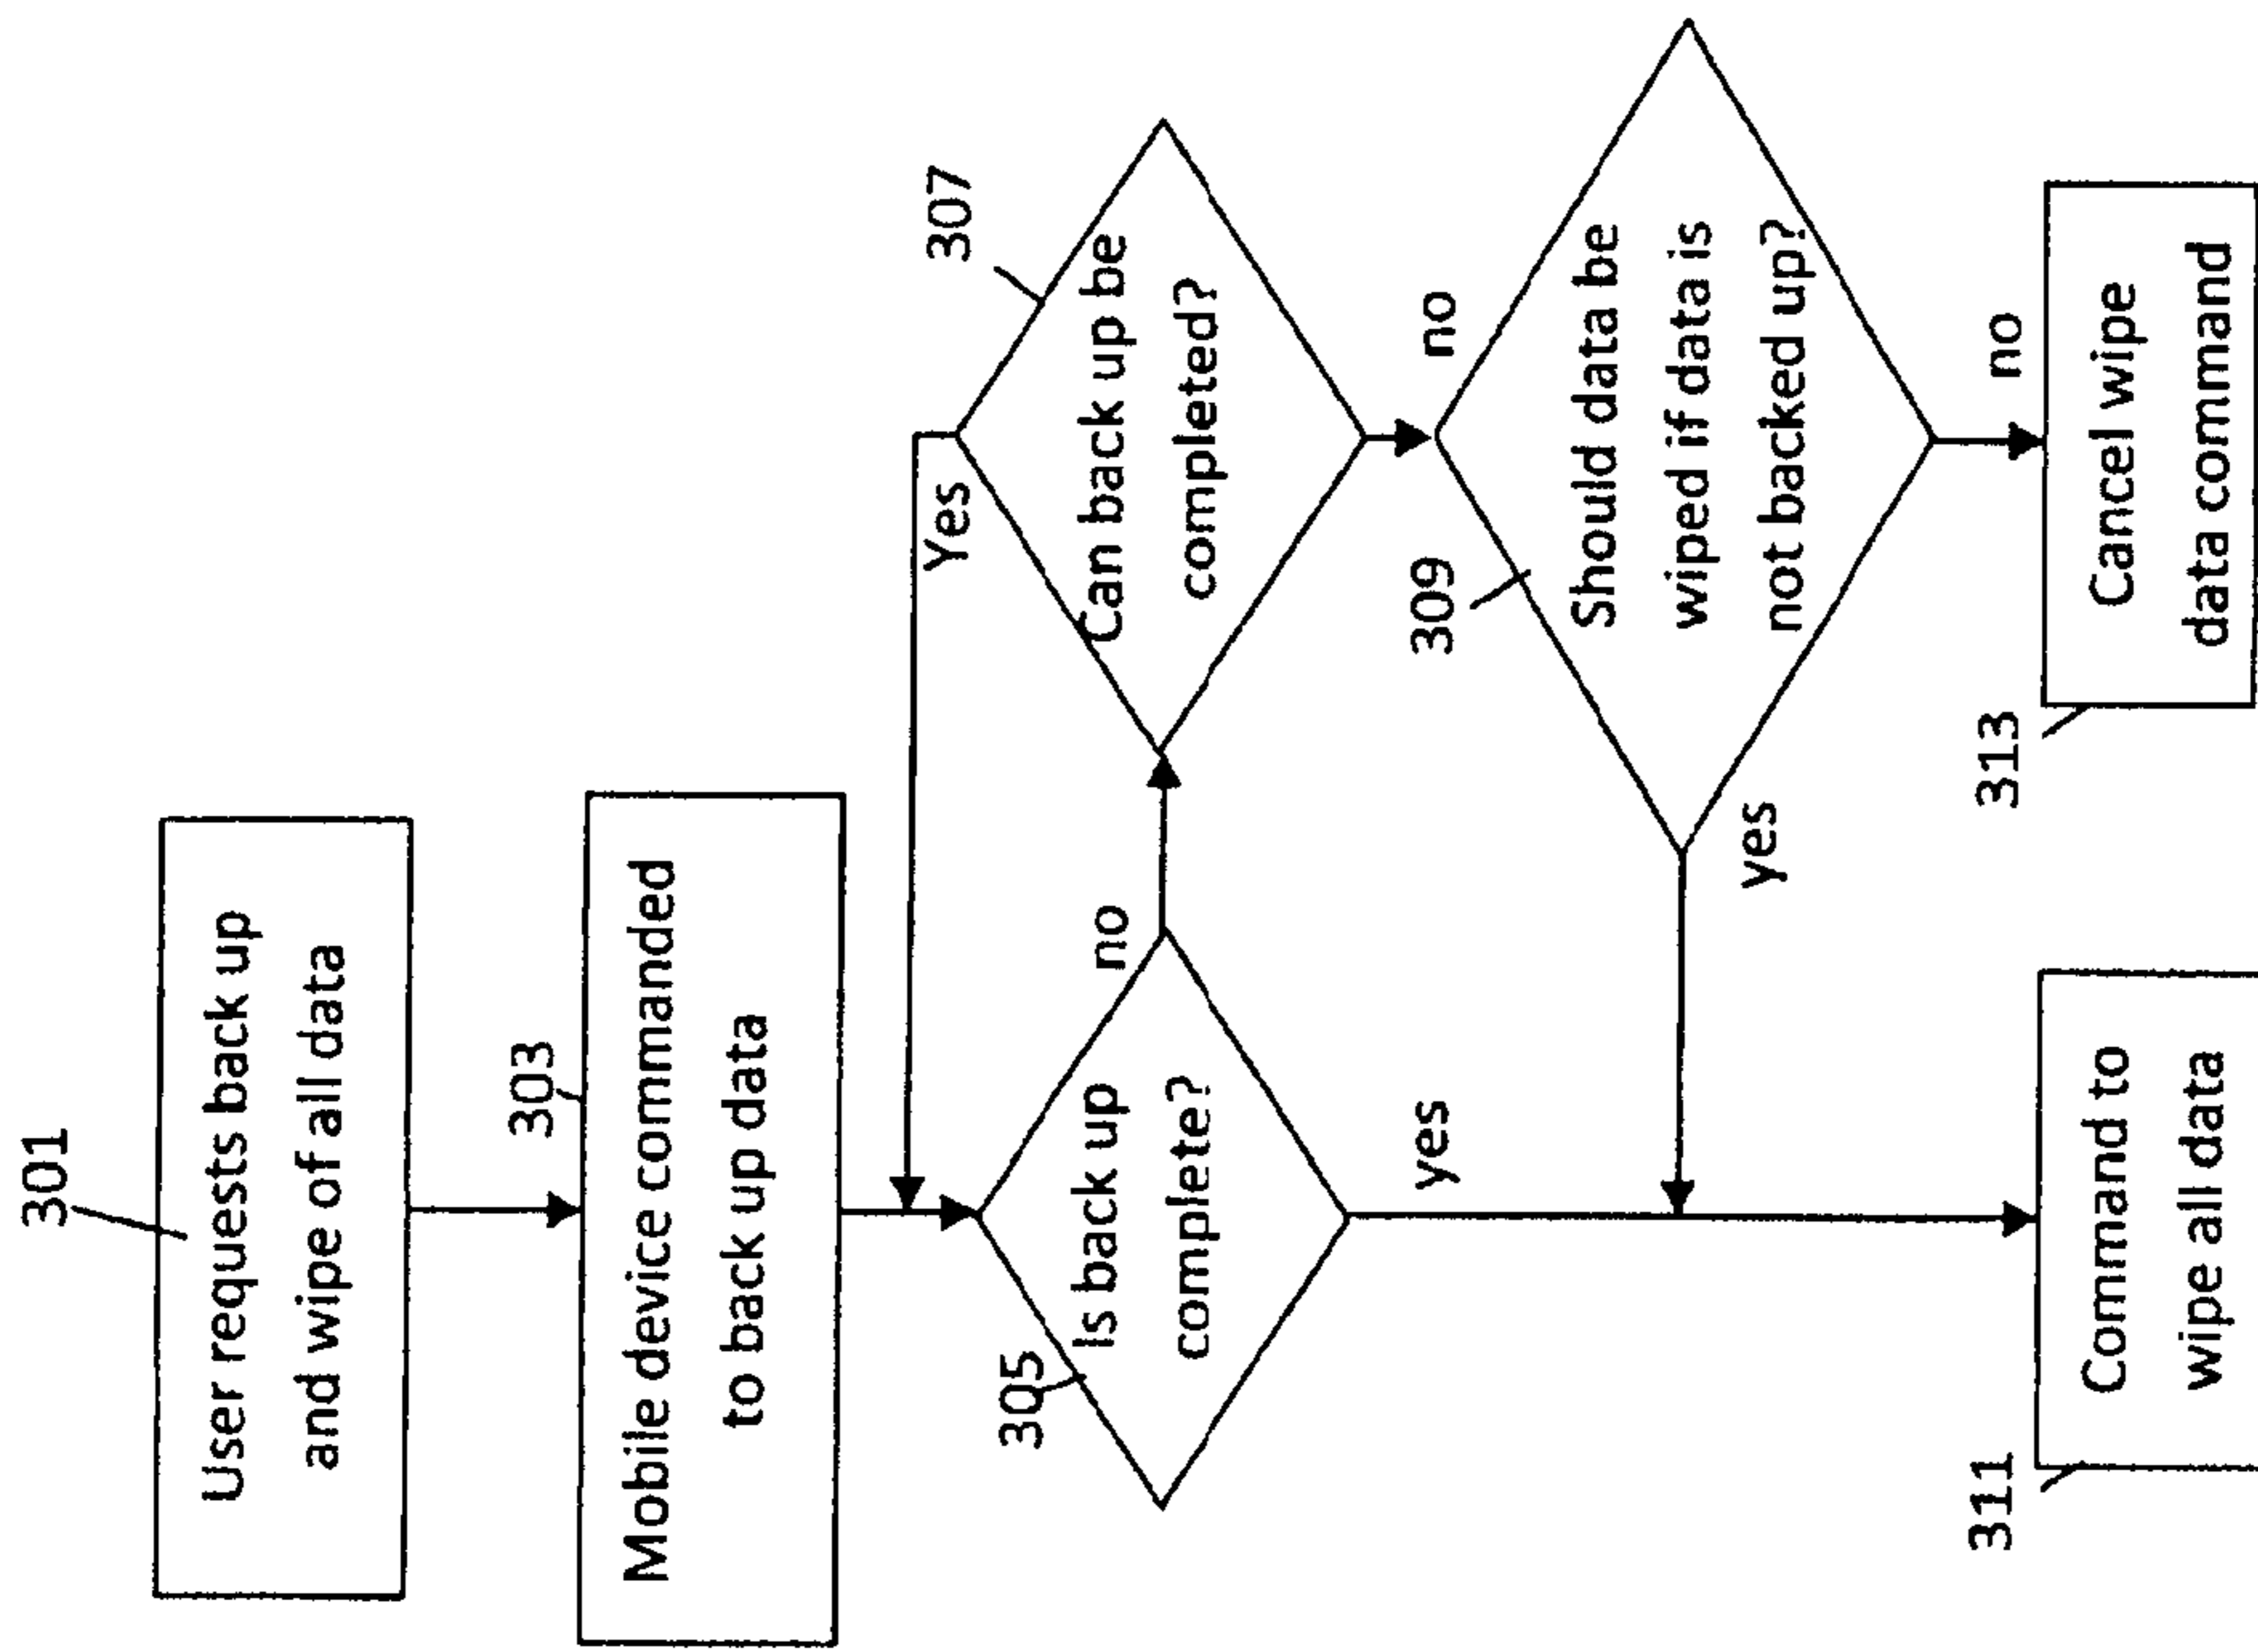 301
User requests back up
and wipe of all data
303
Mobile device commanded
to back up data
305
Is back up
complete?
no
yes
307
Can back up be
completed?
Yes
no
309
Should data be
wiped if data is
not backed up?
yes
no
311
Command to
wipe all data
313
Cancel wipe
data command